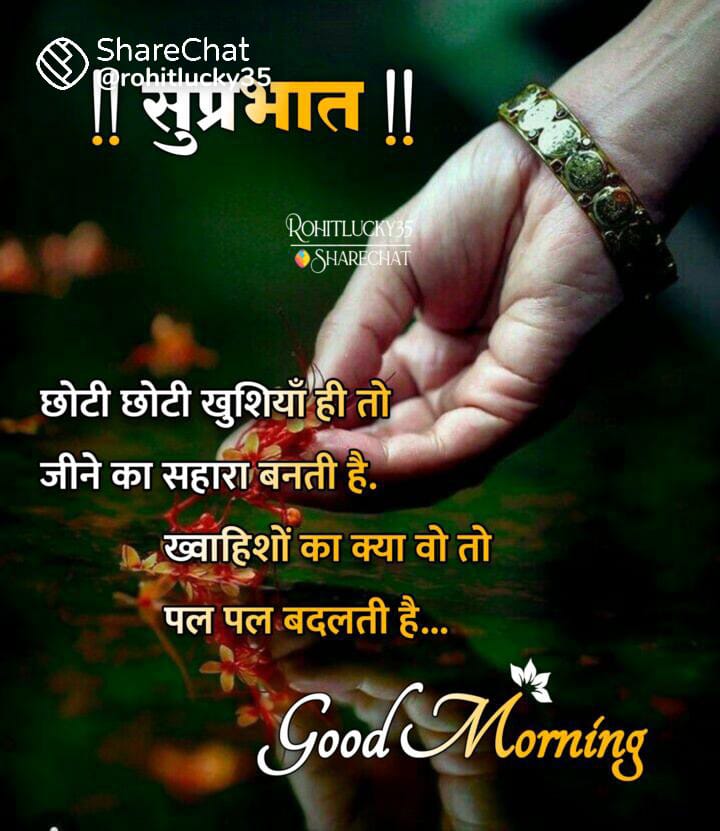 ShareChat
@rohitlucky35
!! सुप्रभात !!
ROHITLUCKY35
SHARECHAT
छोटी छोटी खुशियाँ ही तो
जीने का सहारा बनती है.
ख्वाहिशों का क्या वो तो
पल पल बदलती है...
Good Morning